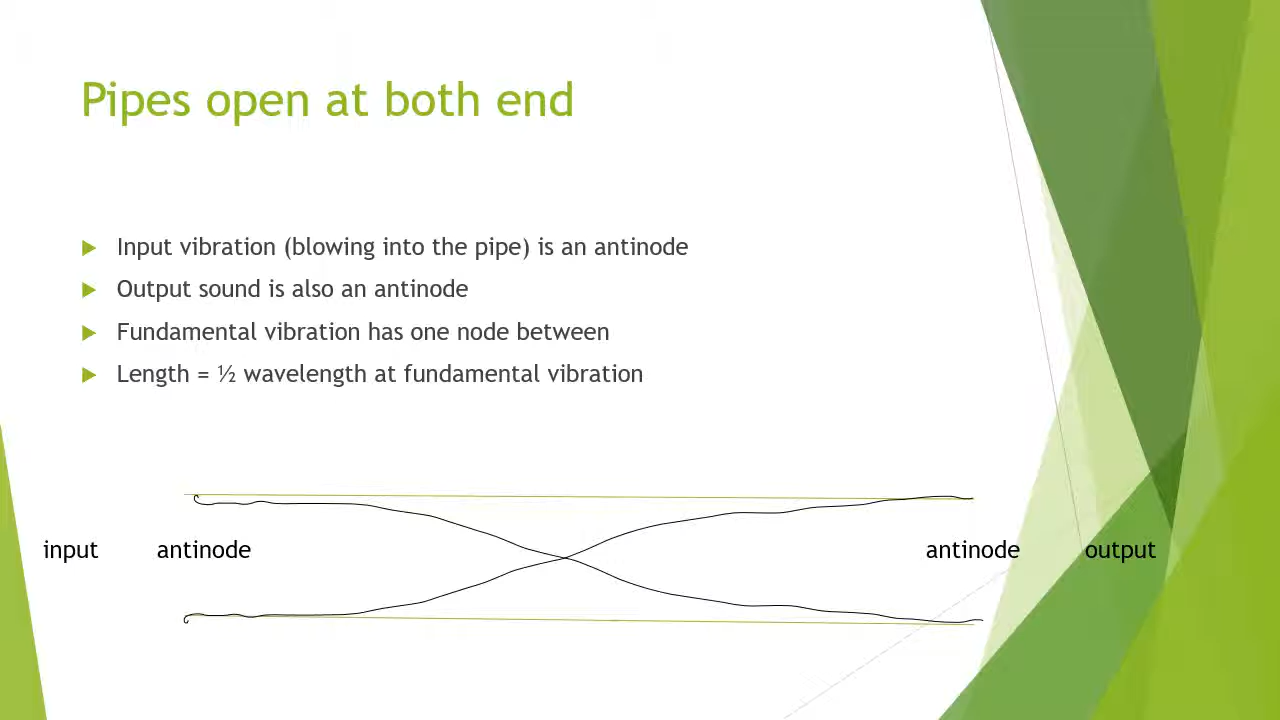 Pipes open at both end
Input vibration (blowing into the pipe) is an antinode
Output sound is also an antinode
Fundamental vibration has one node between
Length = ½ wavelength at fundamental vibration
input antinode antinode output